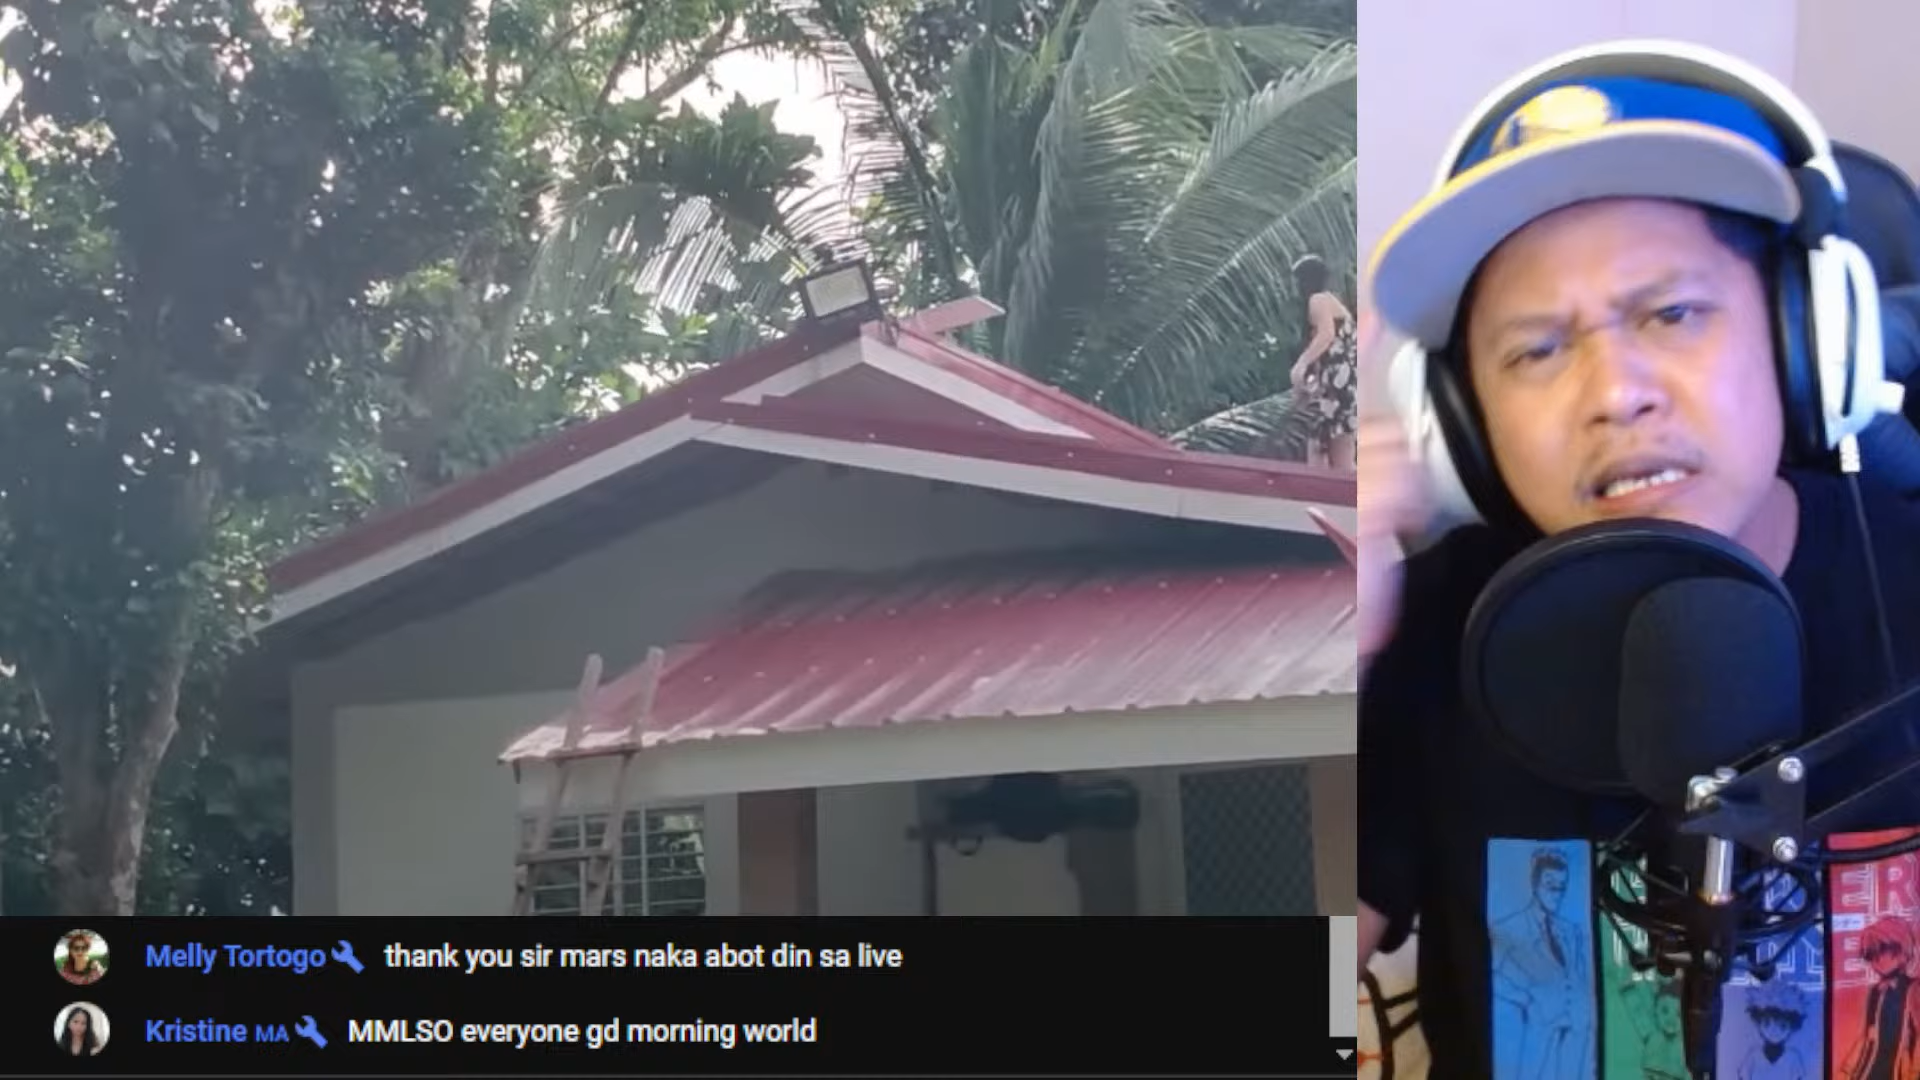 Melly Tortogo thank you sir mars naka abot din sa live
Kristine MA MMLSO everyone gd morning world